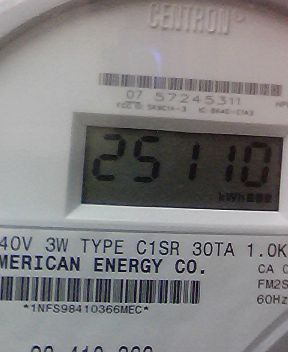 CENTRON®
07 57245311
25110
kWh
40V 3W TYPE C1SR 30TA 1.0K
MERICAN ENERGY CO.
CA 0
*1NFS98410366MEC*
FM2S
60Hz